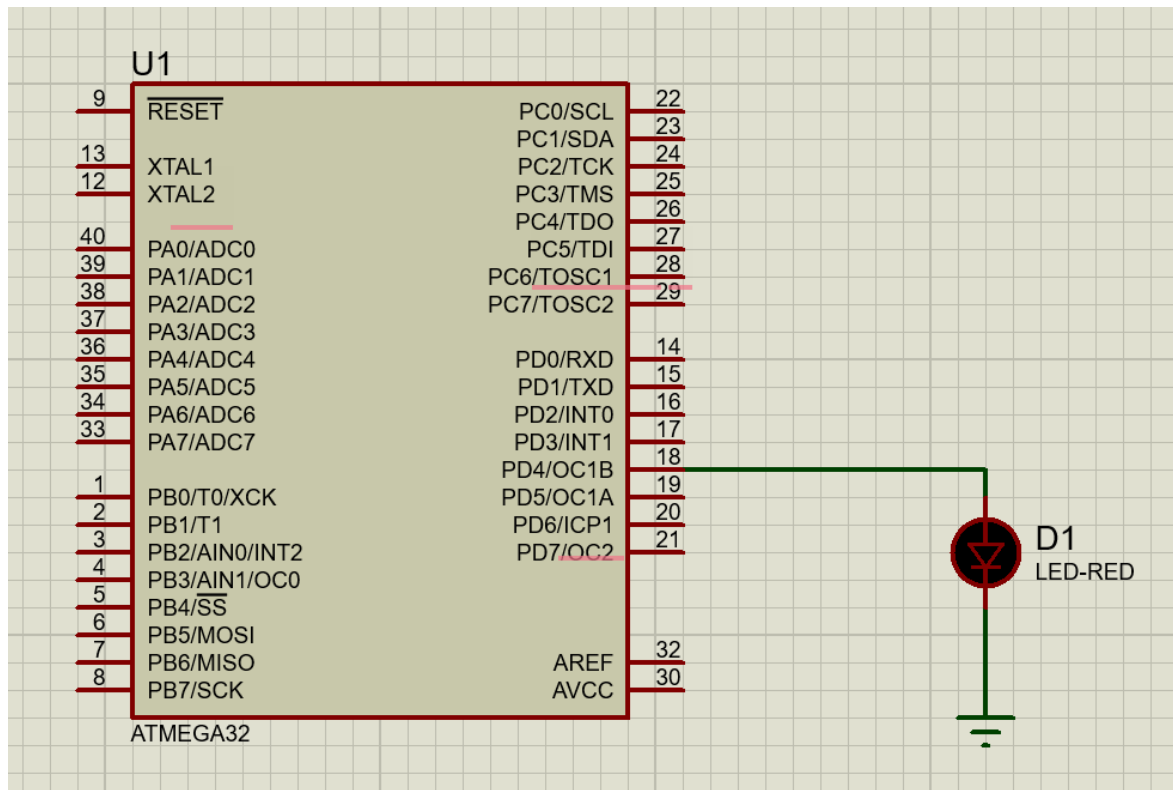 U1
9 RESET
13 XTAL1
12 XTAL2
40 PA0/ADC0
39 PA1/ADC1
38 PA2/ADC2
37 PA3/ADC3
36 PA4/ADC4
35 PA5/ADC5
34 PA6/ADC6
33 PA7/ADC7
1 PB0/T0/XCK
2 PB1/T1
3 PB2/AIN0/INT2
4 PB3/AIN1/OC0
5 PB4/SS
6 PB5/MOSI
7 PB6/MISO
8 PB7/SCK
PC0/SCL 22
PC1/SDA 23
PC2/TCK 24
PC3/TMS 25
PC4/TDO 26
PC5/TDI 27
PC6/TOSC1 28
PC7/TOSC2 29
PD0/RXD 14
PD1/TXD 15
PD2/INT0 16
PD3/INT1 17
PD4/OC1B 18
PD5/OC1A 19
PD6/ICP1 20
PD7/OC2 21
AREF 32
AVCC 30
ATMEGA32
D1
LED-RED